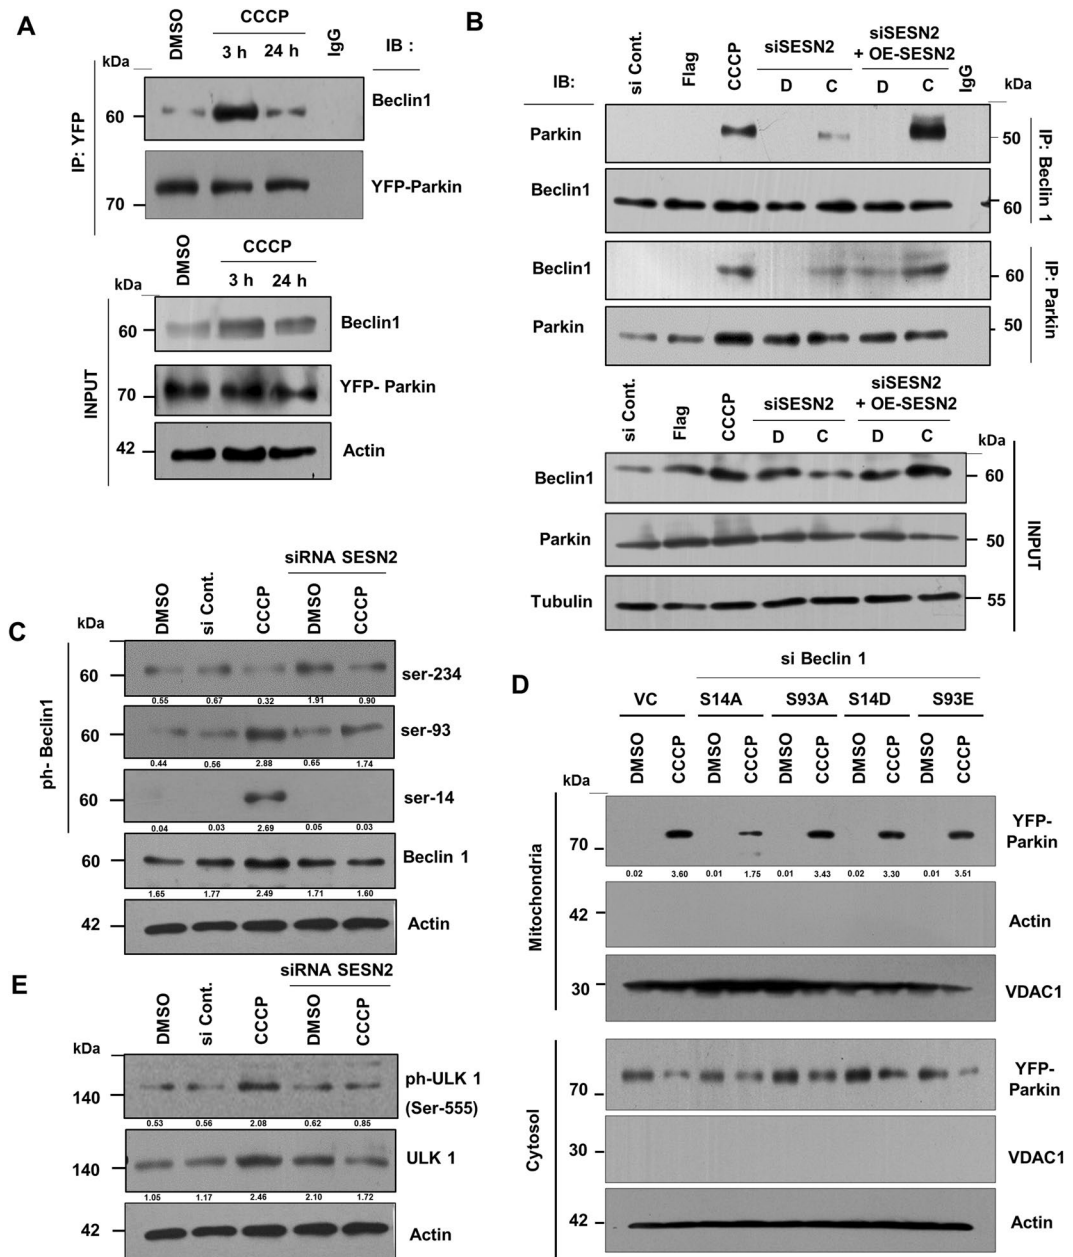 A
CCCP
DMSO
3 h 24 h
IgG
IB :
kDa
IP: YFP
60
Beclin1
70
YFP-Parkin
CCCP
DMSO
3 h 24 h
kDa
INPUT
60
Beclin1
70
YFP- Parkin
42
Actin
B
siSESN2
siSESN2
+ OE-SESN2
IB:
si Cont.
Flag
CCCP
D C D C
IgG
kDa
Parkin
50
IP: Beclin 1
Beclin1
60
Beclin1
60
IP: Parkin
Parkin
50
siSESN2
siSESN2
+ OE-SESN2
si Cont.
Flag
CCCP
D C D C
kDa
Beclin1
60
Parkin
50
INPUT
Tubulin
55
C
siRNA SESN2
kDa
DMSO
si Cont.
CCCP
DMSO
CCCP
ph- Beclin1
60
ser-234
0.55 0.67 0.32 1.91 0.90
60
ser-93
0.44 0.56 2.88 0.65 1.74
60
ser-14
0.04 0.03 2.69 0.05 0.03
60
Beclin 1
1.65 1.77 2.49 1.71 1.60
42
Actin
D
si Beclin 1
VC S14A S93A S14D S93E
DMSO
CCCP
DMSO
CCCP
DMSO
CCCP
DMSO
CCCP
DMSO
CCCP
kDa
Mitochondria
70
YFP-
Parkin
0.02 3.60 0.01 1.75 0.01 3.43 0.02 3.30 0.01 3.51
42
Actin
30
VDAC1
Cytosol
70
YFP-
Parkin
30
VDAC1
42
Actin
E
siRNA SESN2
DMSO
si Cont.
CCCP
DMSO
CCCP
kDa
140
ph-ULK 1
(Ser-555)
0.53 0.56 2.08 0.62 0.85
140
ULK 1
1.05 1.17 2.46 2.10 1.72
42
Actin